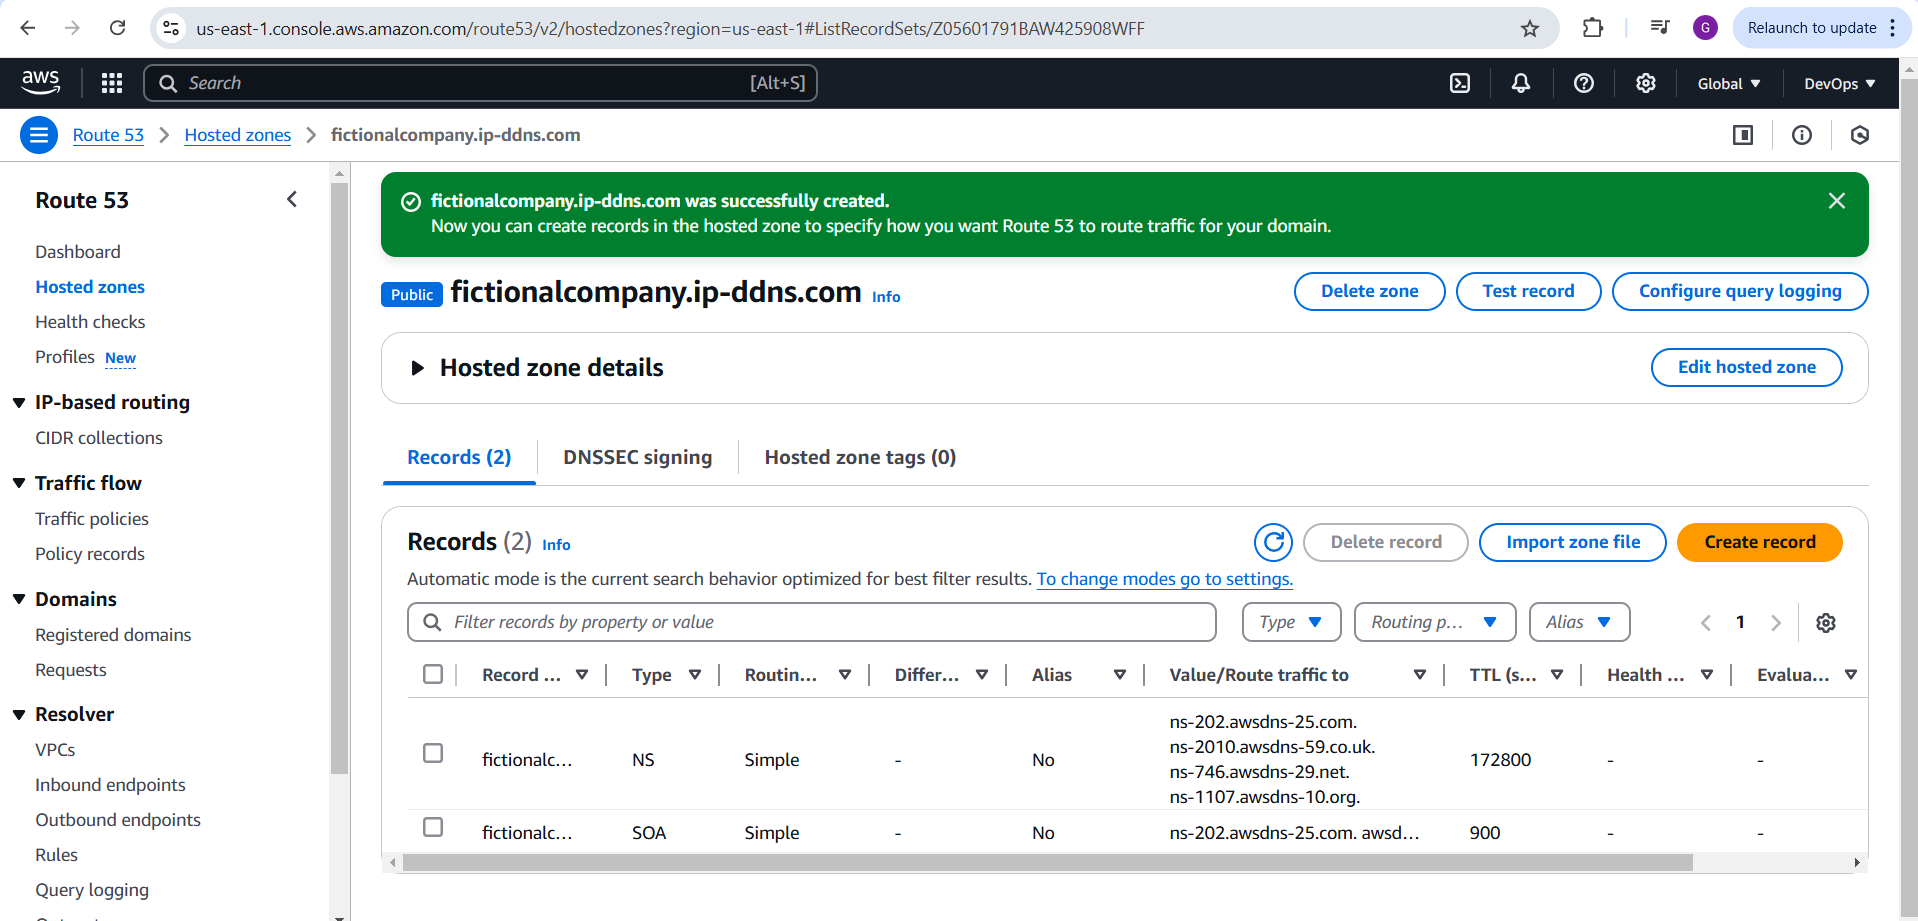 us-east-1.console.aws.amazon.com/route53/v2/hostedzones?region=us-east-1#ListRecordSets/Z05601791BAW425908WFF
G
Relaunch to update
aws
Search
[Alt+S]
Global
DevOps
Route 53
Hosted zones
fictionalcompany.ip-ddns.com
Route 53
Dashboard
Hosted zones
Health checks
Profiles New
IP-based routing
CIDR collections
Traffic flow
Traffic policies
Policy records
Domains
Registered domains
Requests
Resolver
VPCs
Inbound endpoints
Outbound endpoints
Rules
Query logging
fictionalcompany.ip-ddns.com was successfully created.
Now you can create records in the hosted zone to specify how you want Route 53 to route traffic for your domain.
Public fictionalcompany.ip-ddns.com Info
Delete zone
Test record
Configure query logging
Hosted zone details
Edit hosted zone
Records (2)
DNSSEC signing
Hosted zone tags (0)
Records (2) Info
Delete record
Import zone file
Create record
Automatic mode is the current search behavior optimized for best filter results. To change modes go to settings.
Filter records by property or value
Type
Routing p...
Alias
1
Record ...
Type
Routin...
Differ...
Alias
Value/Route traffic to
TTL (s...
Health ...
Evalua...
fictionalc...
NS
Simple
-
No
ns-202.awsdns-25.com.
ns-2010.awsdns-59.co.uk.
ns-746.awsdns-29.net.
ns-1107.awsdns-10.org.
172800
-
-
fictionalc...
SOA
Simple
-
No
ns-202.awsdns-25.com. awsd...
900
-
-